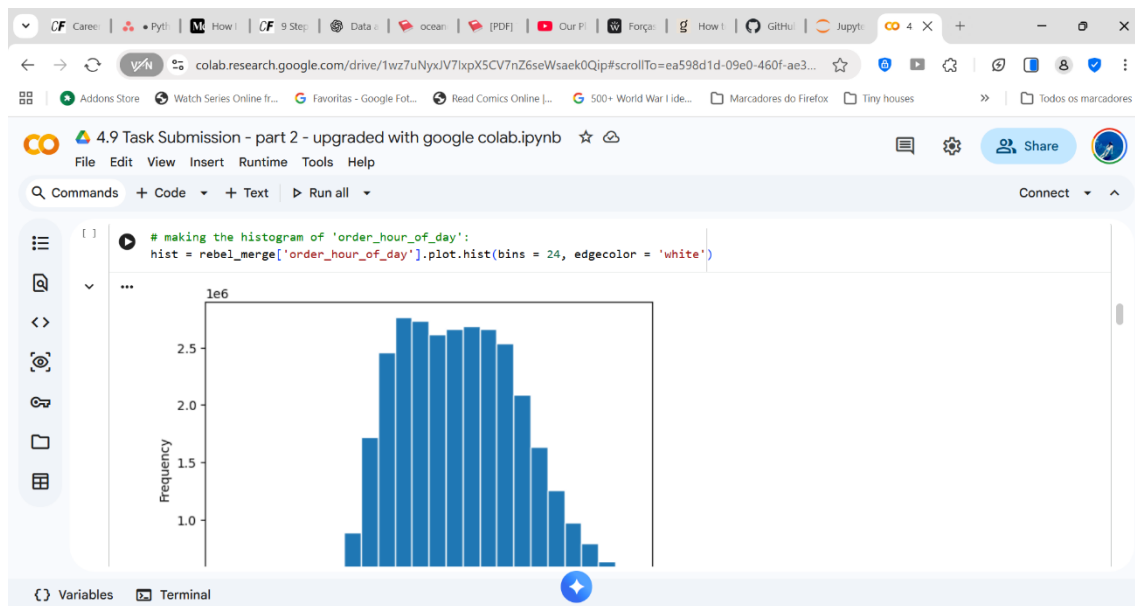 CF Caree
• Pyth
How I
CF 9 Step
Data a
ocean
[PDF]
Our Pl
Forças
How t
GitHu
Jupyte
4
colab.research.google.com/drive/1wz7uNyxJV7lxpX5CV7nZ6seWsaek0Qip#scrollTo=ea598d1d-09e0-460f-ae3...
Addons Store
Watch Series Online fr...
Favoritas - Google Fot...
Read Comics Online |...
500+ World War I ide...
Marcadores do Firefox
Tiny houses
Todos os marcadores
CO
4.9 Task Submission - part 2 - upgraded with google colab.ipynb
File Edit View Insert Runtime Tools Help
Share
Commands + Code + Text Run all
Connect
[ ]
# making the histogram of 'order_hour_of_day':
hist = rebel_merge['order_hour_of_day'].plot.hist(bins = 24, edgecolor = 'white')
1e6
2.5
2.0
1.5
1.0
Frequency
{} Variables
Terminal